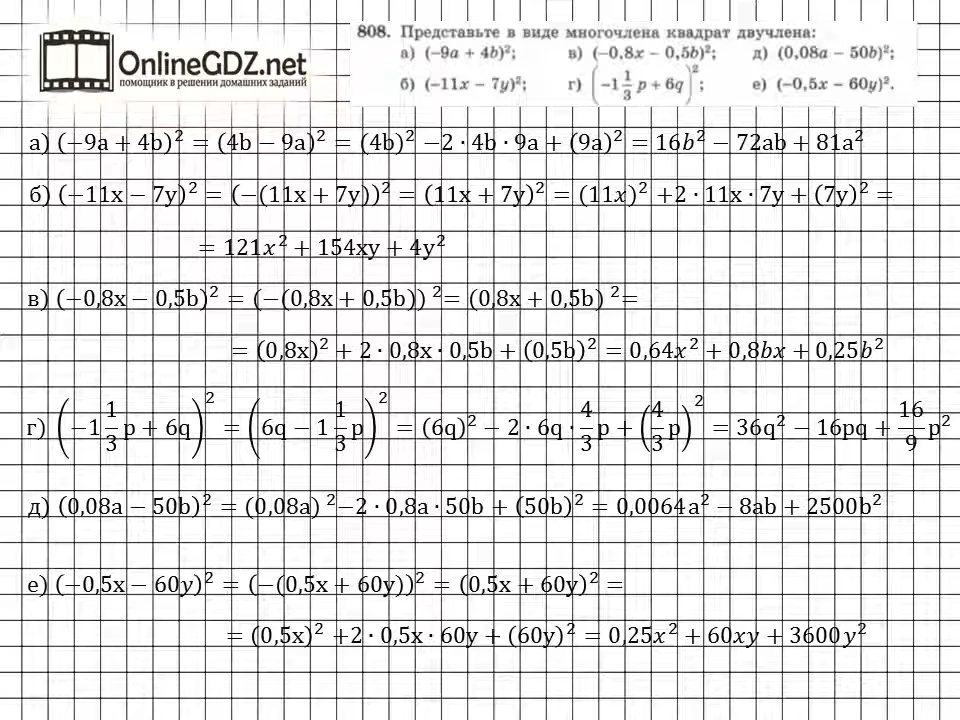 OnlineGDZ.net
помощник в решении домашних заданий
808. Представьте в виде многочлена квадрат двучлена:
а) (−9a + 4b)²; в) (−0,8x − 0,5b)²; д) (0,08a − 50b)²;
б) (−11x − 7y)²; г) (−1 1/3 p + 6q)²; е) (−0,5x − 60y)².
а) (−9a + 4b)² = (4b − 9a)² = (4b)² −2 · 4b · 9a + (9a)² = 16b² − 72ab + 81a²
б) (−11x − 7y)² = (−(11x + 7y))² = (11x + 7y)² = (11x)² +2 · 11x · 7y + (7y)² =
= 121x² + 154xy + 4y²
в) (−0,8x − 0,5b)² = (−(0,8x + 0,5b)) ²= (0,8x + 0,5b) ²=
= (0,8x)² + 2 · 0,8x · 0,5b + (0,5b)² = 0,64x² + 0,8bx + 0,25b²
г) (−1 1/3 p + 6q)² = (6q − 1 1/3 p)² = (6q)² − 2 · 6q · 4/3 p + (4/3 p)² = 36q² − 16pq + 16/9 p²
д) (0,08a − 50b)² = (0,08a) ²−2 · 0,8a · 50b + (50b)² = 0,0064a² − 8ab + 2500b²
е) (−0,5x − 60y)² = (−(0,5x + 60y))² = (0,5x + 60y)² =
= (0,5x)² +2 · 0,5x · 60y + (60y)² = 0,25x² + 60xy + 3600y²